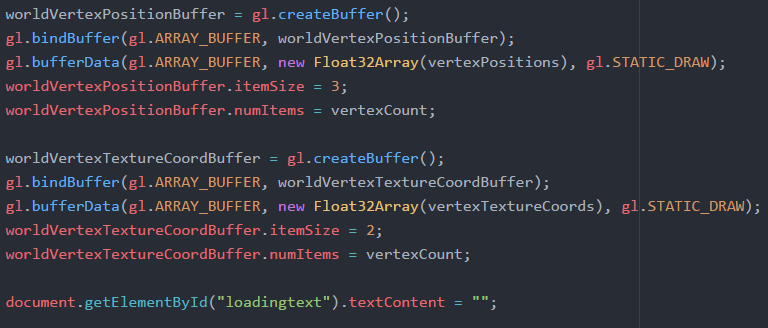 worldVertexPositionBuffer = gl.createBuffer();
gl.bindBuffer(gl.ARRAY_BUFFER, worldVertexPositionBuffer);
gl.bufferData(gl.ARRAY_BUFFER, new Float32Array(vertexPositions), gl.STATIC_DRAW);
worldVertexPositionBuffer.itemSize = 3;
worldVertexPositionBuffer.numItems = vertexCount;

worldVertexTextureCoordBuffer = gl.createBuffer();
gl.bindBuffer(gl.ARRAY_BUFFER, worldVertexTextureCoordBuffer);
gl.bufferData(gl.ARRAY_BUFFER, new Float32Array(vertexTextureCoords), gl.STATIC_DRAW);
worldVertexTextureCoordBuffer.itemSize = 2;
worldVertexTextureCoordBuffer.numItems = vertexCount;

document.getElementById("loadingtext").textContent = "";